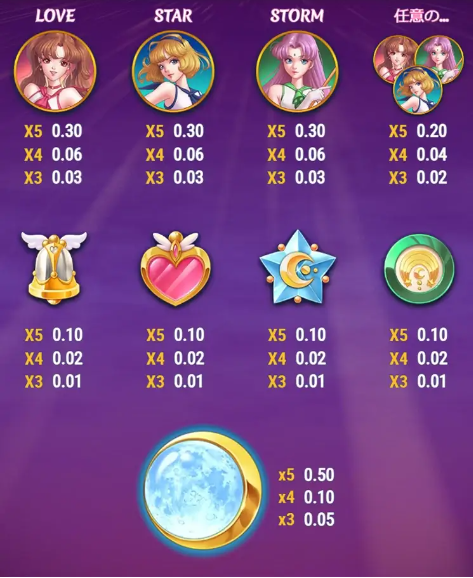 LOVE STAR STORM 任意の...
X5 0.30 X5 0.30 X5 0.30 X5 0.20
X4 0.06 X4 0.06 X4 0.06 X4 0.04
X3 0.03 X3 0.03 X3 0.03 X3 0.02
X5 0.10 X5 0.10 X5 0.10 X5 0.10
X4 0.02 X4 0.02 X4 0.02 X4 0.02
X3 0.01 X3 0.01 X3 0.01 X3 0.01
x5 0.50
x4 0.10
x3 0.05